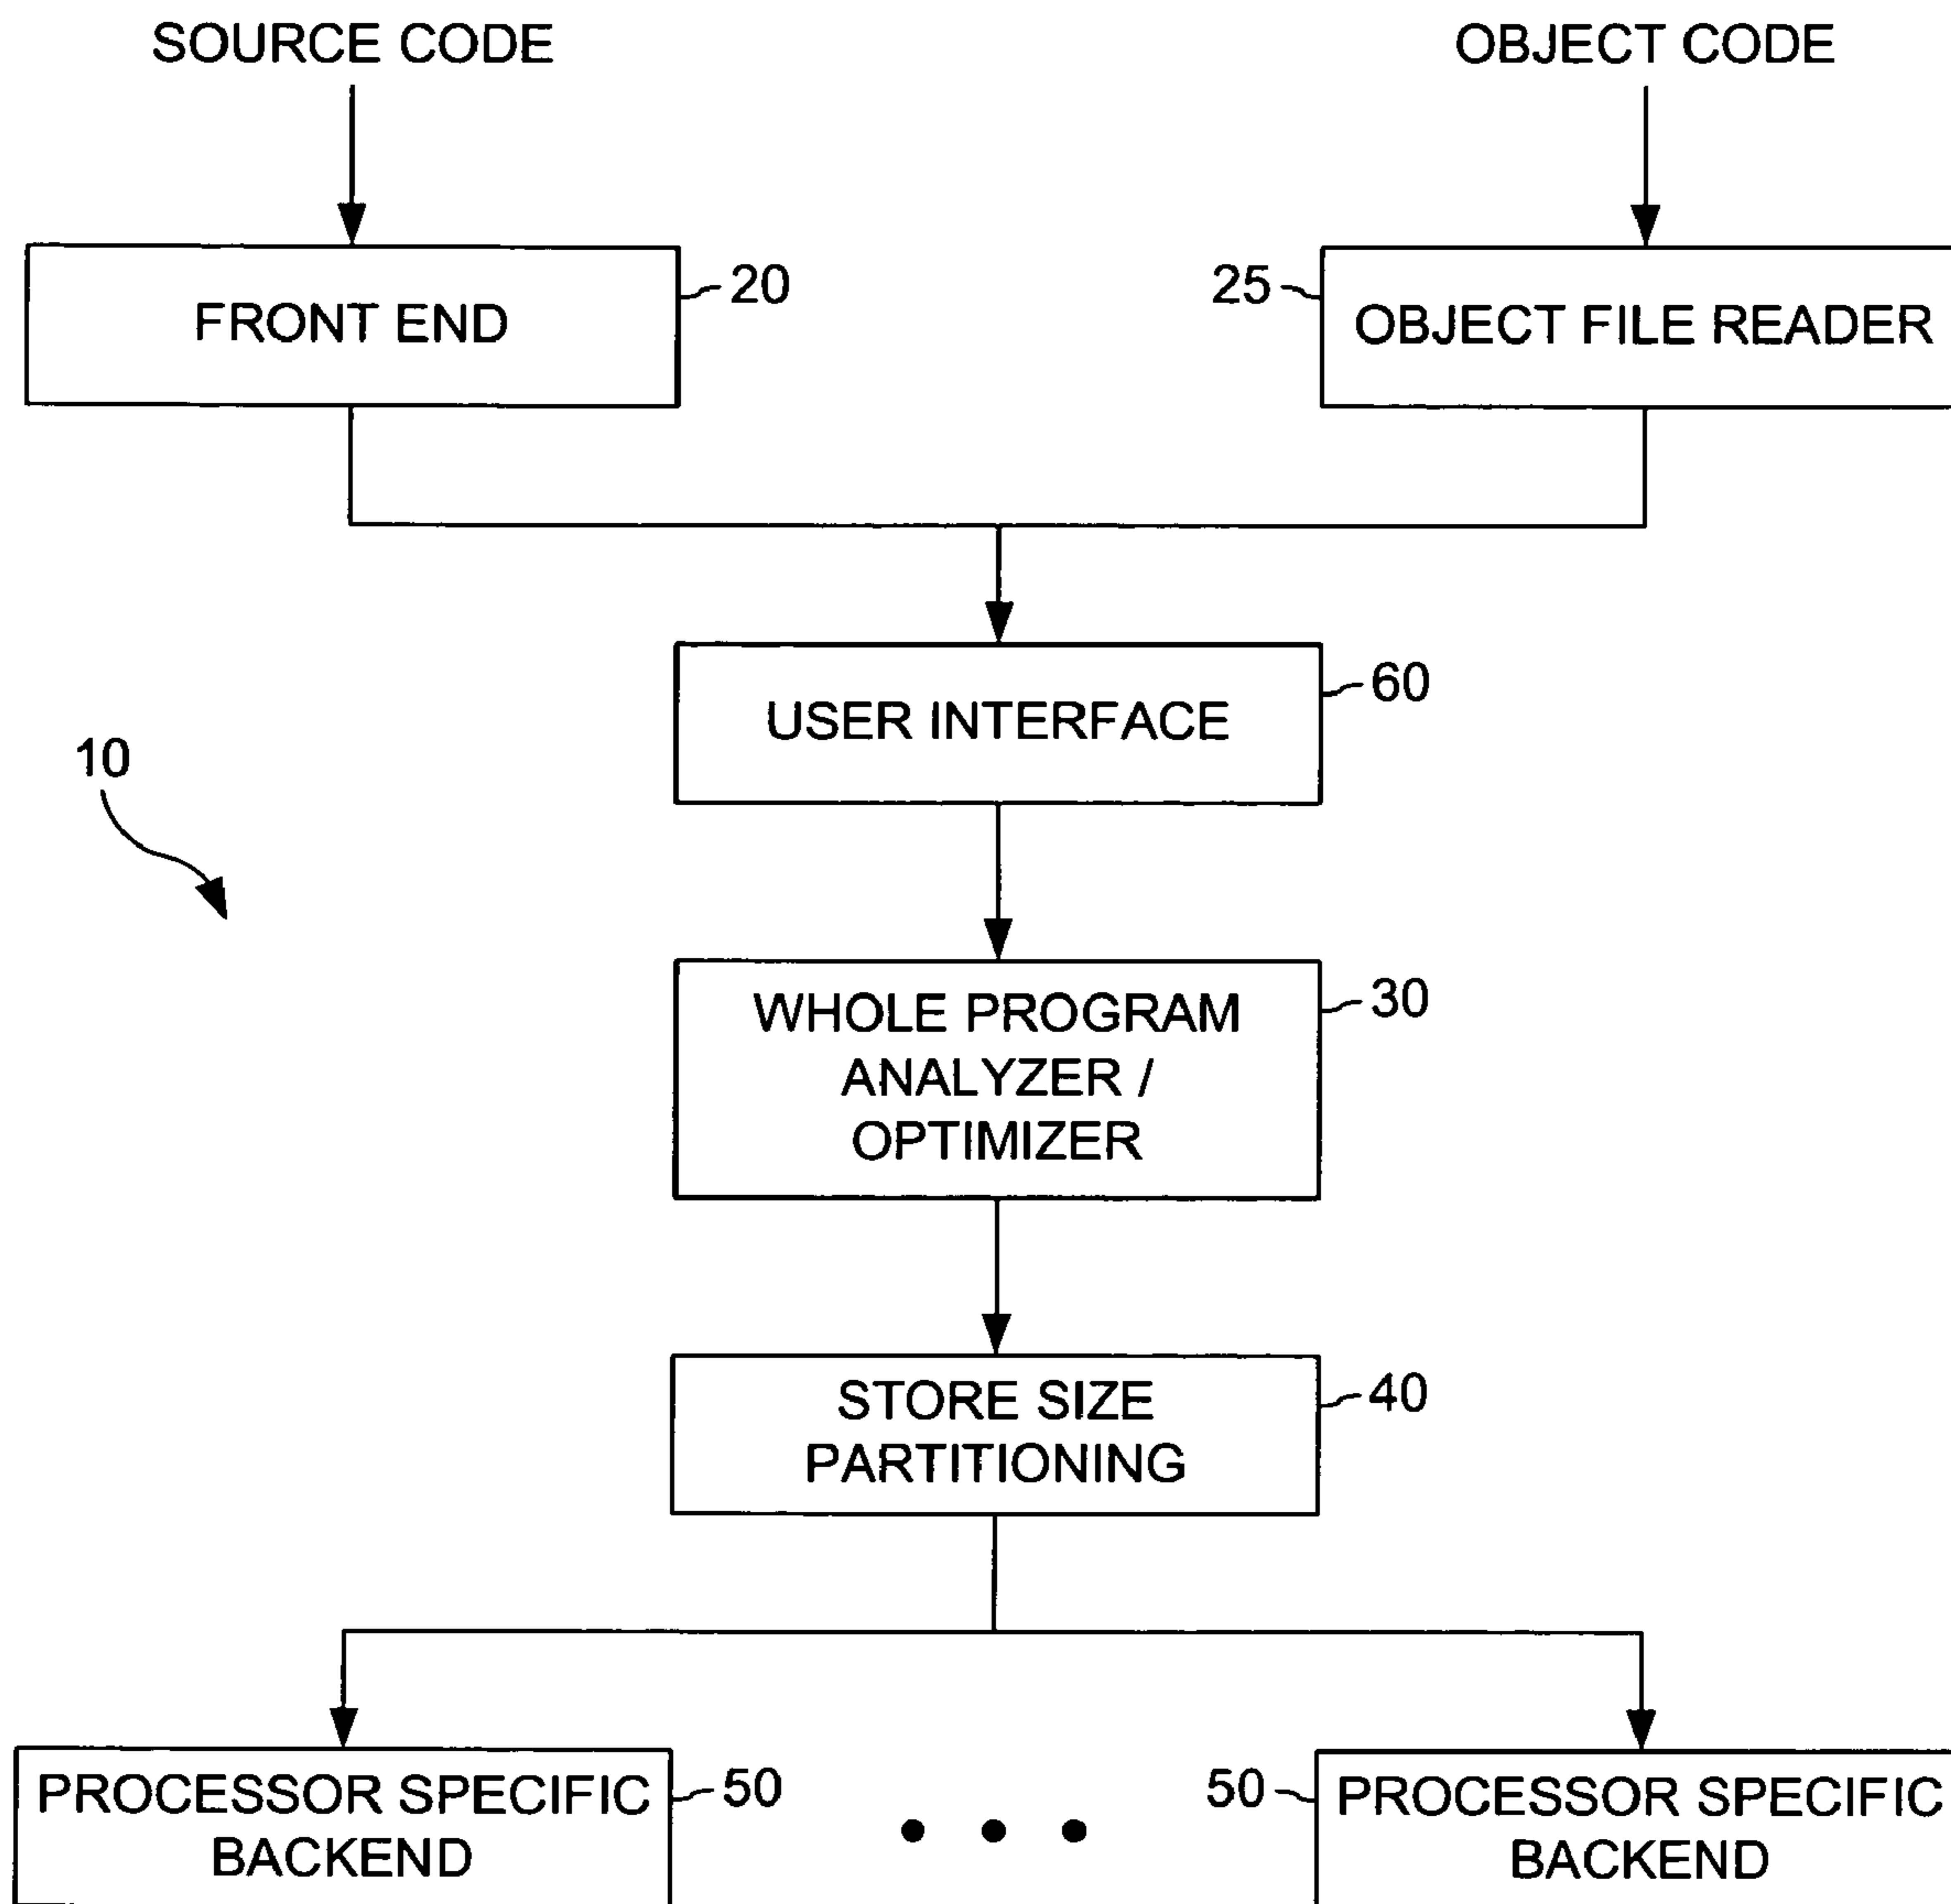 SOURCE CODE
OBJECT CODE
FRONT END
20
25
OBJECT FILE READER
USER INTERFACE
60
10
WHOLE PROGRAM
ANALYZER /
OPTIMIZER
30
STORE SIZE
PARTITIONING
40
PROCESSOR SPECIFIC
BACKEND
50
50
PROCESSOR SPECIFIC
BACKEND